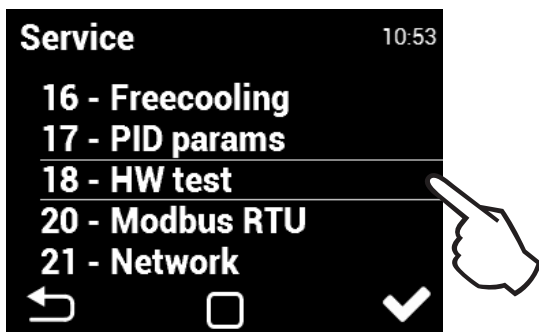 Service
10:53
16 - Freecooling
17 - PID params
18 - HW test
20 - Modbus RTU
21 - Network